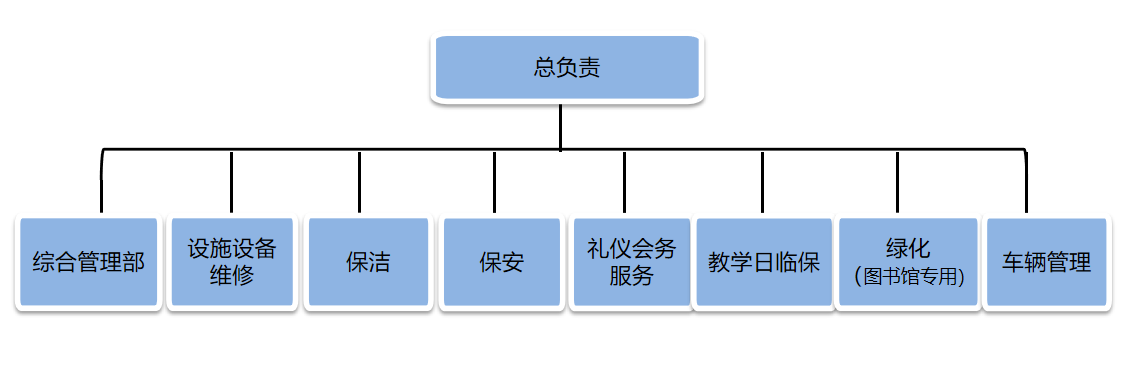 总负责
综合管理部
设施设备
维修
保洁
保安
礼仪会务
服务
教学日临保
绿化
（图书馆专用)
车辆管理